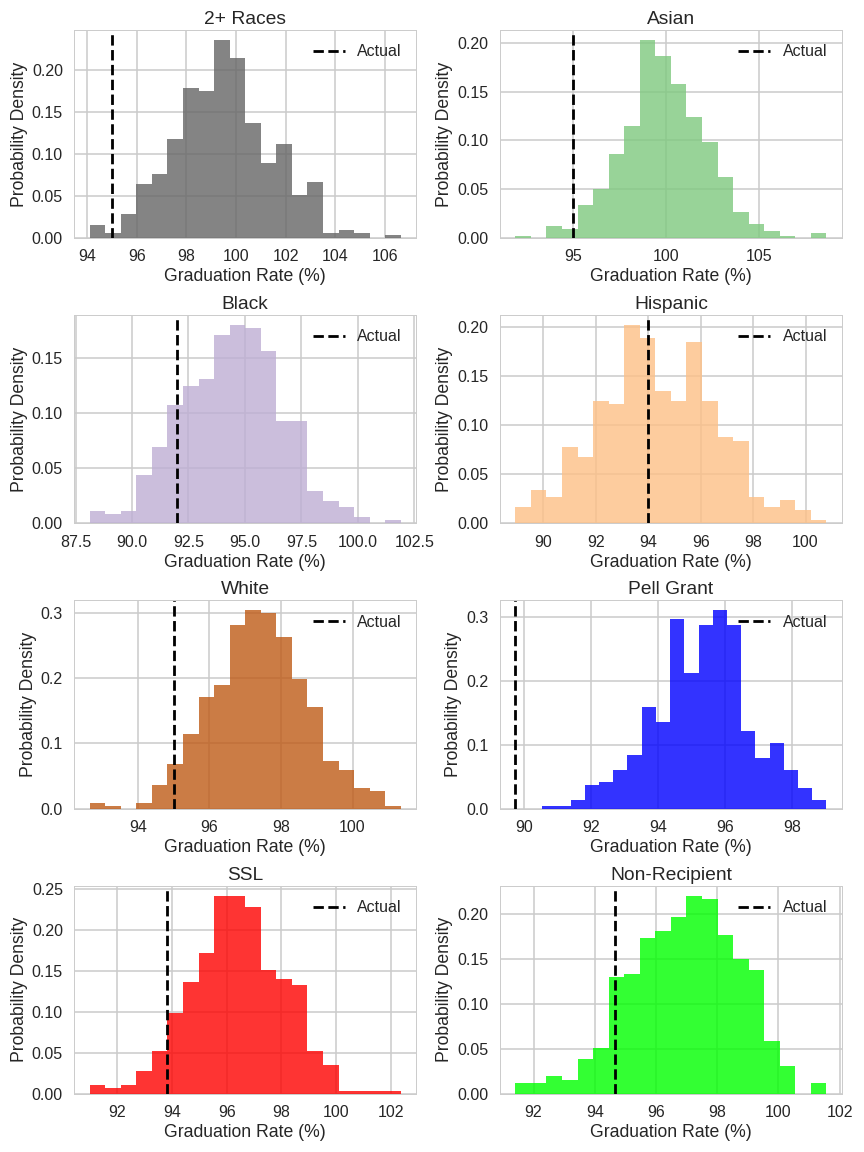 2+ Races
Actual
Probability Density
0.20
0.15
0.10
0.05
0.00
94 96 98 100 102 104 106
Graduation Rate (%)
Asian
Actual
Probability Density
0.20
0.15
0.10
0.05
0.00
95 100 105
Graduation Rate (%)
Black
Actual
Probability Density
0.15
0.10
0.05
0.00
87.5 90.0 92.5 95.0 97.5 100.0 102.5
Graduation Rate (%)
Hispanic
Actual
Probability Density
0.20
0.15
0.10
0.05
0.00
90 92 94 96 98 100
Graduation Rate (%)
White
Actual
Probability Density
0.3
0.2
0.1
0.0
94 96 98 100
Graduation Rate (%)
Pell Grant
Actual
Probability Density
0.3
0.2
0.1
0.0
90 92 94 96 98
Graduation Rate (%)
SSL
Actual
Probability Density
0.25
0.20
0.15
0.10
0.05
0.00
92 94 96 98 100 102
Graduation Rate (%)
Non-Recipient
Actual
Probability Density
0.20
0.15
0.10
0.05
0.00
92 94 96 98 100 102
Graduation Rate (%)